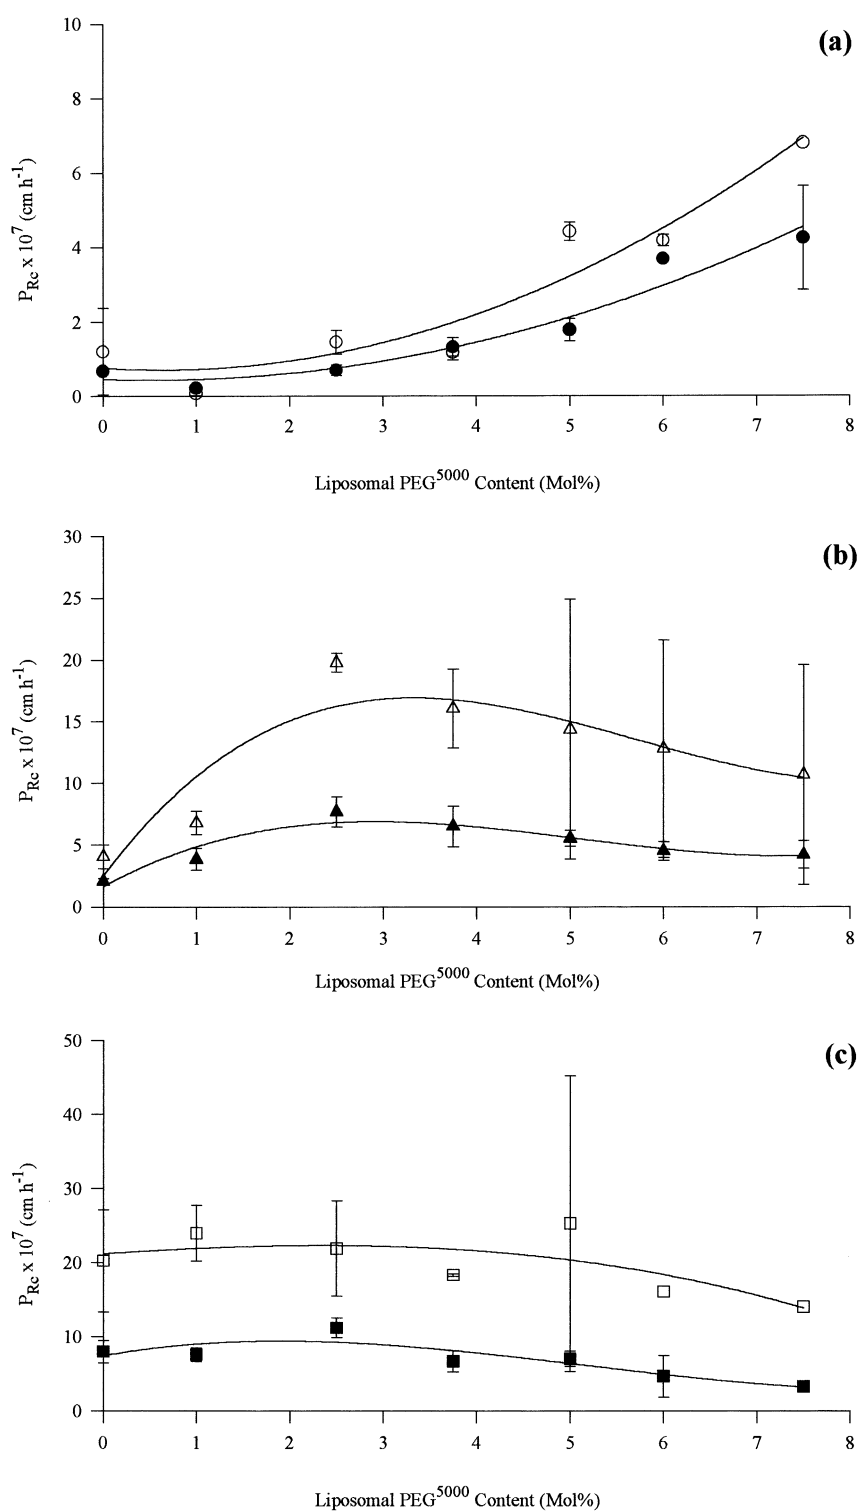 (a)
10
8
6
4
2
0
P_Rc x 10^7 (cm h^-1)
0 1 2 3 4 5 6 7 8
Liposomal PEG^5000 Content (Mol%)
(b)
30
25
20
15
10
5
0
P_Rc x 10^7 (cm h^-1)
0 1 2 3 4 5 6 7 8
Liposomal PEG^5000 Content (Mol%)
(c)
50
40
30
20
10
0
P_Rc x 10^7 (cm h^-1)
0 1 2 3 4 5 6 7 8
Liposomal PEG^5000 Content (Mol%)